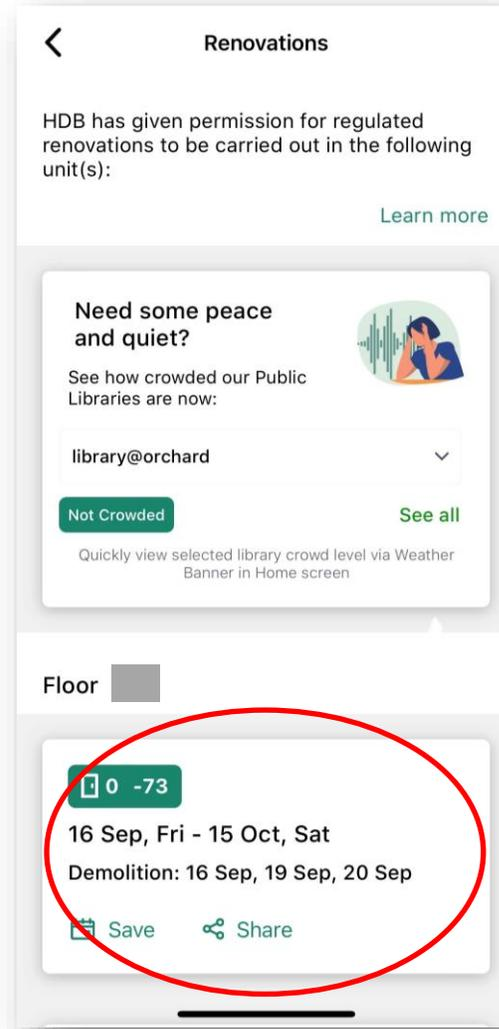 Renovations
HDB has given permission for regulated
renovations to be carried out in the following
unit(s):
Learn more
Need some peace
and quiet?
See how crowded our Public
Libraries are now:
library@orchard
Not Crowded
See all
Quickly view selected library crowd level via Weather
Banner in Home screen
Floor
0 -73
16 Sep, Fri - 15 Oct, Sat
Demolition: 16 Sep, 19 Sep, 20 Sep
Save
Share